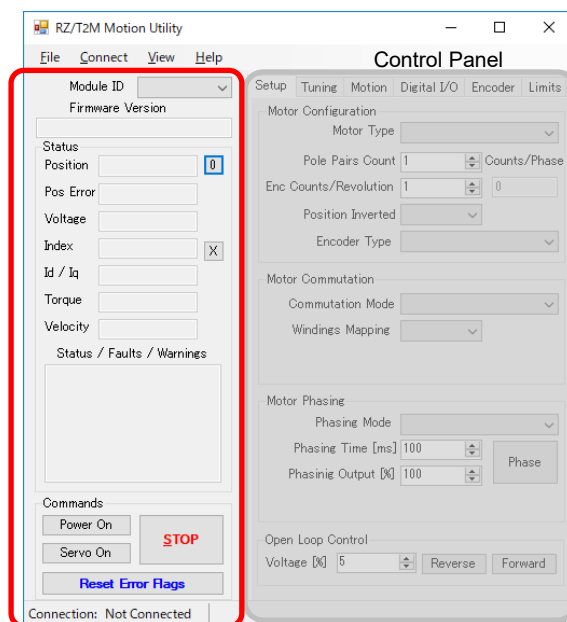 RZ/T2M Motion Utility
File Connect View Help
Control Panel
Module ID
Firmware Version
Status
Position 0
Pos Error
Voltage
Index X
Id / Iq
Torque
Velocity
Status / Faults / Warnings
Commands
Power On
Servo On
STOP
Reset Error Flags
Connection: Not Connected
Setup Tuning Motion Digital I/O Encoder Limits
Motor Configuration
Motor Type
Pole Pairs Count 1 Counts/Phase
Enc Counts/Revolution 1 0
Position Inverted
Encoder Type
Motor Commutation
Commutation Mode
Windings Mapping
Motor Phasing
Phasing Mode
Phasing Time [ms] 100
Phasinig Output [%] 100
Phase
Open Loop Control
Voltage [%] 5 Reverse Forward